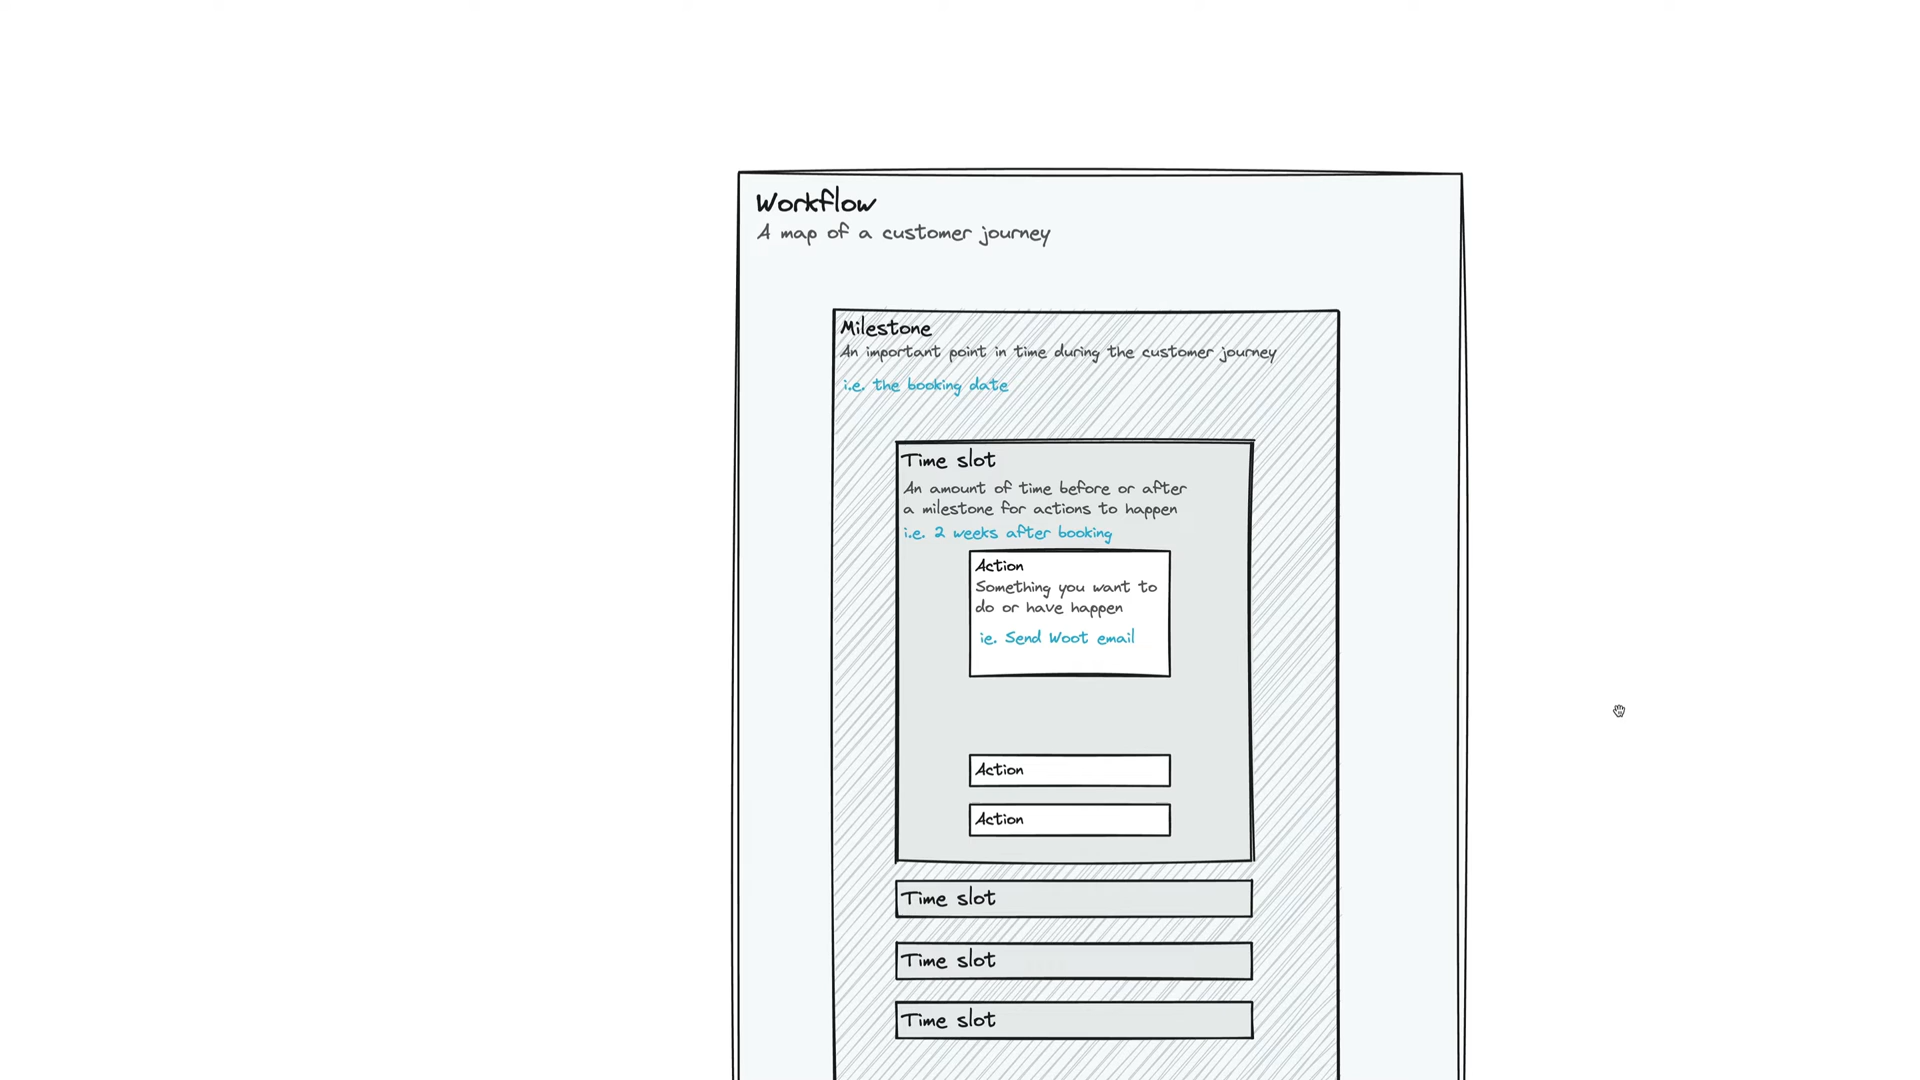 Workflow
A map of a customer journey
Milestone
An important point in time during the customer journey
i.e. the booking date
Time slot
An amount of time before or after
a milestone for actions to happen
i.e. 2 weeks after booking
Action
Something you want to
do or have happen
ie. Send Woot email
Action
Action
Time slot
Time slot
Time slot